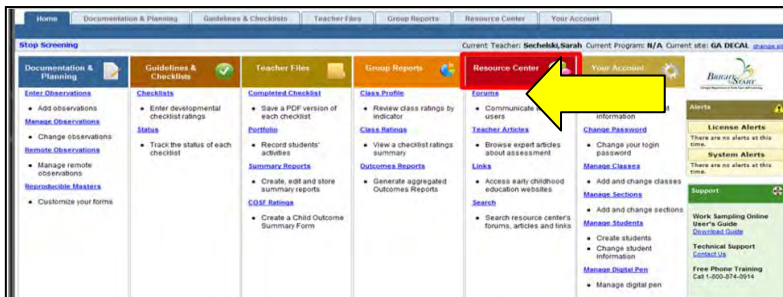 Home
Documentation & Planning
Guidelines & Checklists
Teacher Files
Group Reports
Resource Center
Your Account
Stop Screening
Current Teacher: Sechelski,Sarah Current Program: N/A Current site: GA DECAL
Documentation & Planning
Enter Observations
• Add observations
Manage Observations
• Change observations
Remote Observations
• Manage remote
observations
Reproducible Masters
• Customize your forms
Guidelines & Checklists
Checklists
• Enter developmental
checklist ratings
Status
• Track the status of each
checklist
Teacher Files
Completed Checklist
• Save a PDF version of
each checklist
Portfolio
• Record students'
activities
Summary Reports
• Create, edit and store
summary reports
COSF Ratings
• Create a Child Outcome
Summary Form
Group Reports
Class Profile
• Review class ratings by
indicator
Class Ratings
• View a checklist ratings
summary
Outcomes Reports
• Generate aggregated
Outcomes Reports
Resource Center
Forums
• Communicate
users
Teacher Articles
• Browse expert articles
about assessment
Links
• Access early childhood
education websites
Search
• Search resource center's
forums, articles and links
Your Account
information
Change Password
• Change your login
password
Manage Classes
• Add and change classes
Manage Sections
• Add and change sections
Manage Students
• Create students
• Change student
information
Manage Digital Pen
• Manage digital pen
BRIGHT
START
Alerts
License Alerts
There are no alerts at this
time.
System Alerts
There are no alerts at this
time.
Support
Work Sampling Online
User's Guide
Download Guide
Technical Support
Contact Us
Free Phone Training
Call 1-800-874-0914